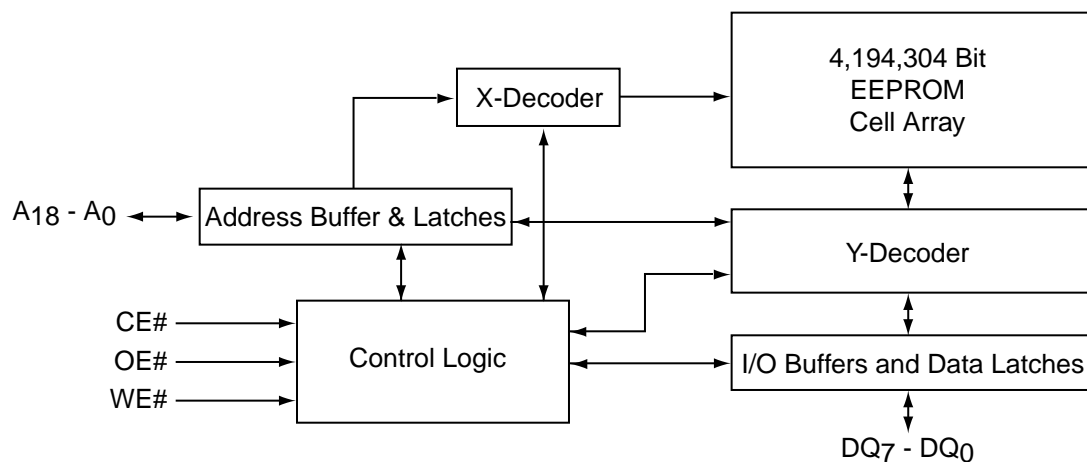 4,194,304 Bit
EEPROM
Cell Array
X-Decoder
A18 - A0
Address Buffer & Latches
Y-Decoder
CE#
OE#
WE#
Control Logic
I/O Buffers and Data Latches
DQ7 - DQ0